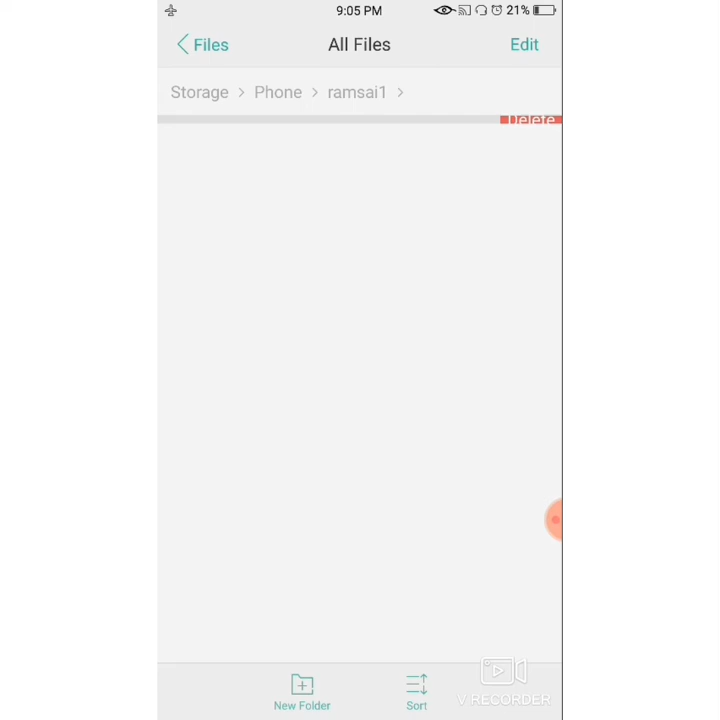 9:05 PM
21%
Files
All Files
Edit
Storage > Phone > ramsai1 >
Delete
New Folder
Sort
V RECORDER